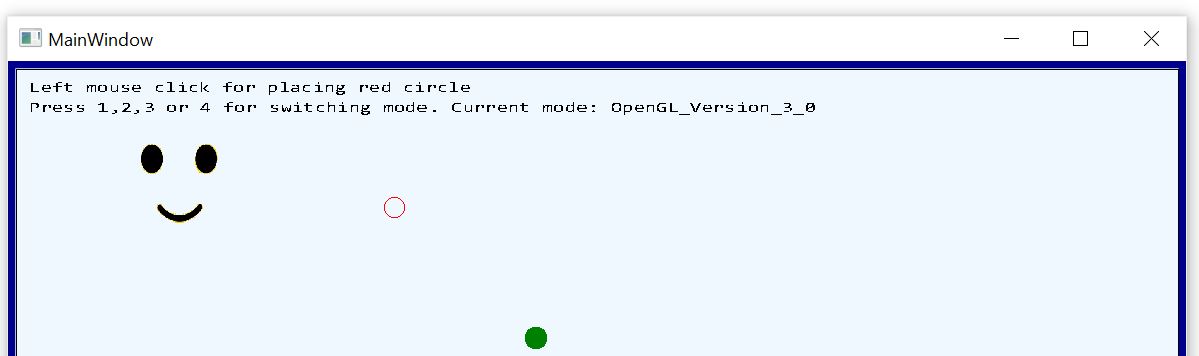 MainWindow
Left mouse click for placing red circle
Press 1,2,3 or 4 for switching mode. Current mode: OpenGL_Version_3_0